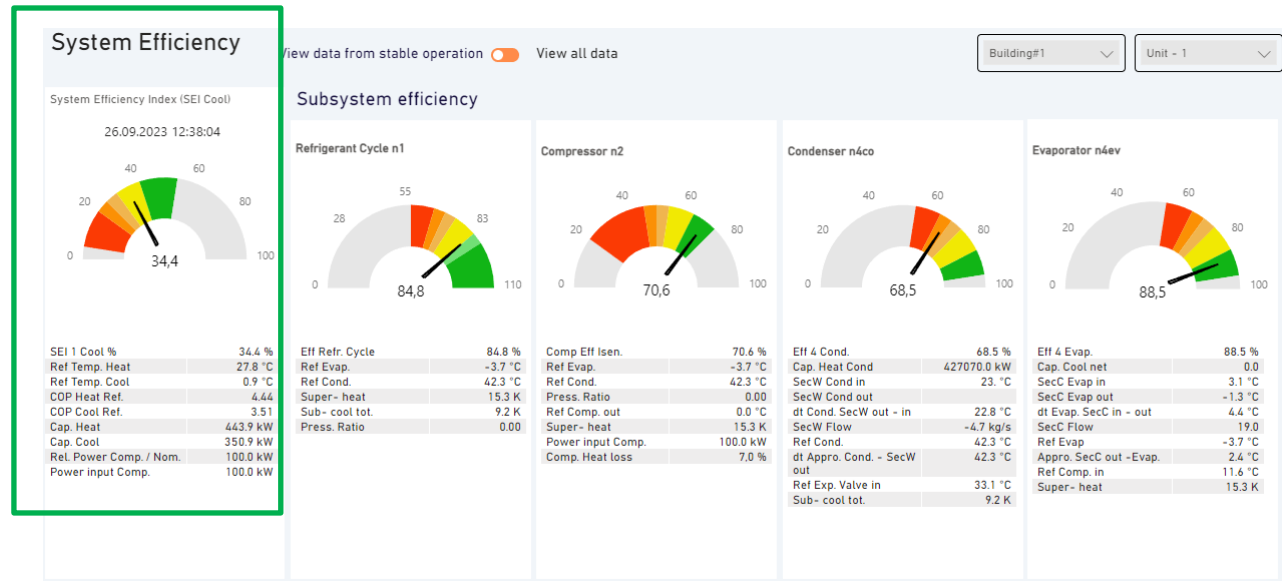 System Efficiency
View data from stable operation
View all data
Building#1
Unit - 1
System Efficiency Index (SEI Cool)
Subsystem efficiency
26.09.2023 12:38:04
0
20
40
60
80
100
34,4
SEI 1 Cool % 34.4 %
Ref Temp. Heat 27.8 °C
Ref Temp. Cool 0.9 °C
COP Heat Ref. 4.44
COP Cool Ref. 3.51
Cap. Heat 443.9 kW
Cap. Cool 350.9 kW
Rel. Power Comp. / Nom. 100.0 kW
Power input Comp. 100.0 kW
Refrigerant Cycle n1
0
28
55
83
110
84,8
Eff Refr. Cycle 84.8 %
Ref Evap. -3.7 °C
Ref Cond. 42.3 °C
Super- heat 15.3 K
Sub- cool tot. 9.2 K
Press. Ratio 0.00
Compressor n2
0
20
40
60
80
100
70,6
Comp Eff Isen. 70.6 %
Ref Evap. -3.7 °C
Ref Cond. 42.3 °C
Press. Ratio 0.00
Ref Comp. out 0.0 °C
Super- heat 15.3 K
Power input Comp. 100.0 kW
Comp. Heat loss 7,0 %
Condenser n4co
0
20
40
60
80
100
68,5
Eff 4 Cond. 68.5 %
Cap. Heat Cond 427070.0 kW
SecW Cond in 23. °C
SecW Cond out
dt Cond. SecW out - in 22.8 °C
SecW Flow -4.7 kg/s
Ref Cond. 42.3 °C
dt Appro. Cond. - SecW 42.3 °C
out
Ref Exp. Valve in 33.1 °C
Sub- cool tot. 9.2 K
Evaporator n4ev
0
20
40
60
80
100
88,5
Eff 4 Evap. 88.5 %
Cap. Cool net 0.0
SecC Evap in 3.1 °C
SecC Evap out -1.3 °C
dt Evap. SecC in - out 4.4 °C
SecC Flow 19.0
Ref Evap -3.7 °C
Appro. SecC out -Evap. 2.4 °C
Ref Comp. in 11.6 °C
Super- heat 15.3 K